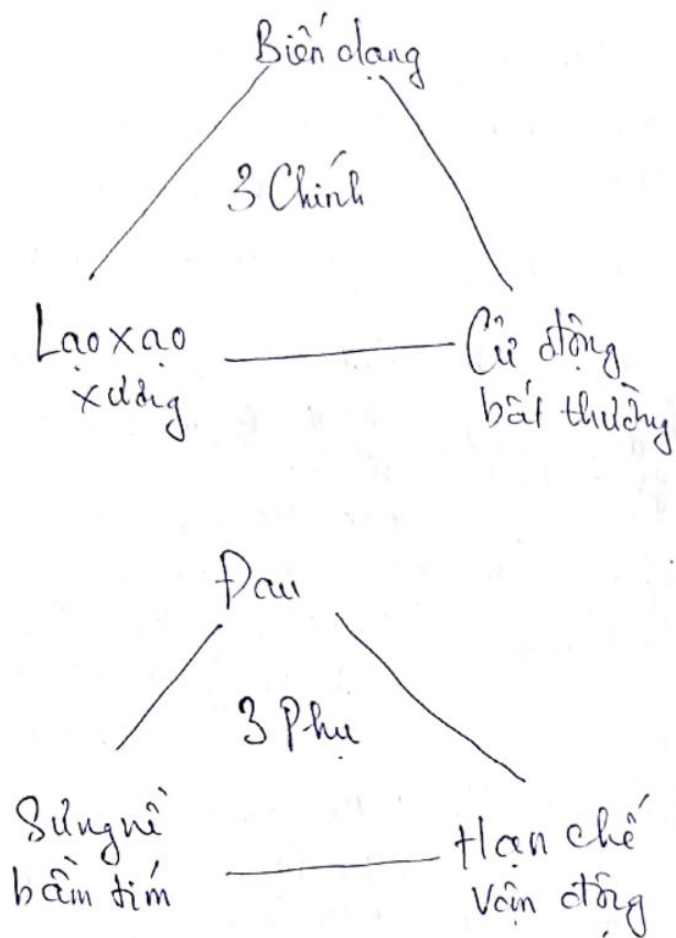 Biến dạng
3 Chính
Lạo xạo
xương
Cử động
bất thường
Đau
3 Phụ
Sưng nề
bầm tím
Hạn chế
vận động